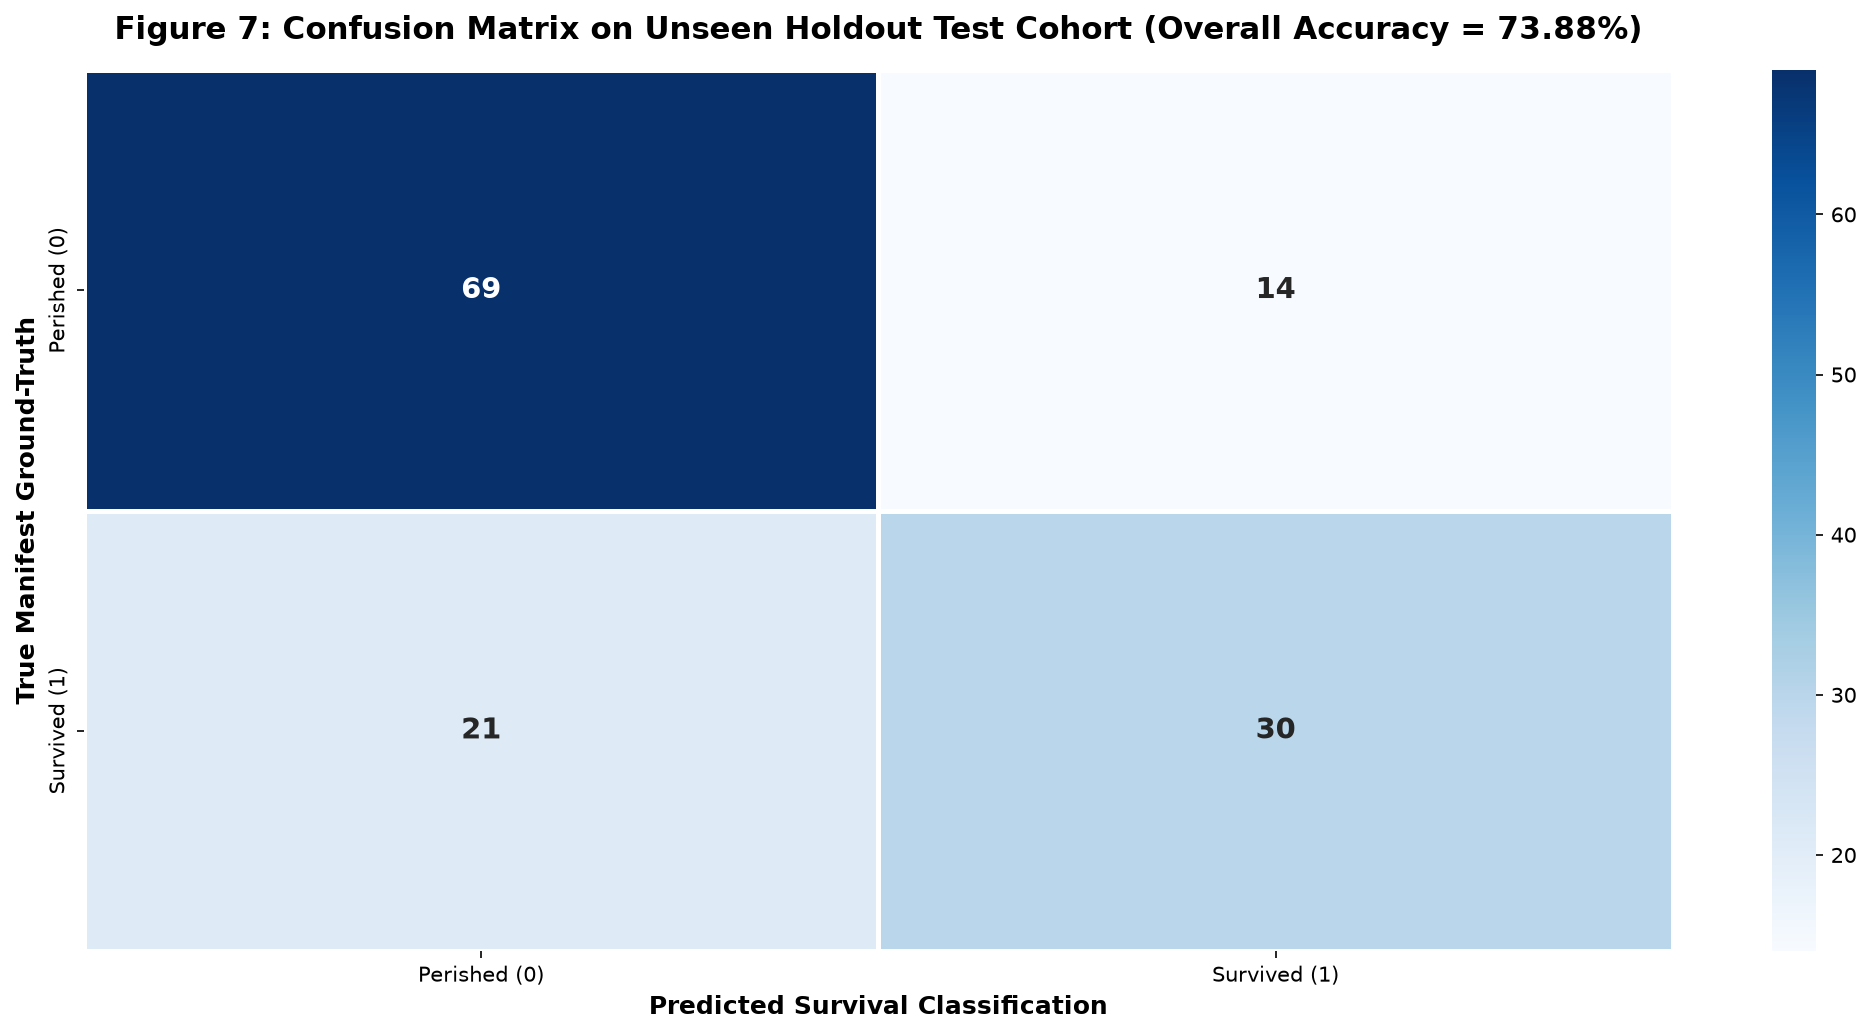 Figure 7: Confusion Matrix on Unseen Holdout Test Cohort (Overall Accuracy = 73.88%)
True Manifest Ground-Truth
Perished (0)
Survived (1)
69
14
21
30
Perished (0)
Survived (1)
Predicted Survival Classification
60
50
40
30
20